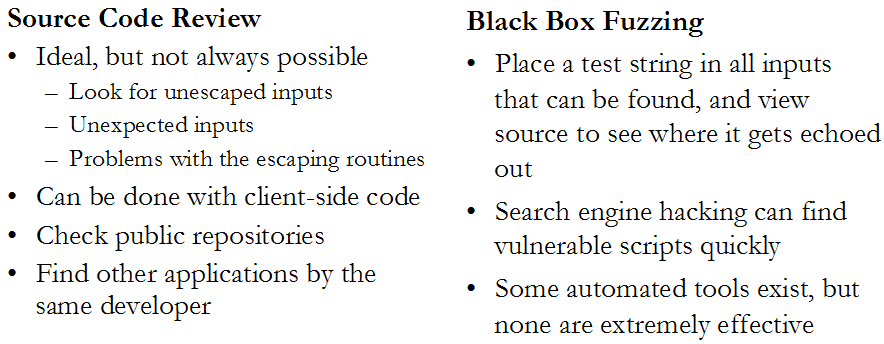 Source Code Review
• Ideal, but not always possible
– Look for unescaped inputs
– Unexpected inputs
– Problems with the escaping routines
• Can be done with client-side code
• Check public repositories
• Find other applications by the
same developer
Black Box Fuzzing
• Place a test string in all inputs
that can be found, and view
source to see where it gets echoed
out
• Search engine hacking can find
vulnerable scripts quickly
• Some automated tools exist, but
none are extremely effective